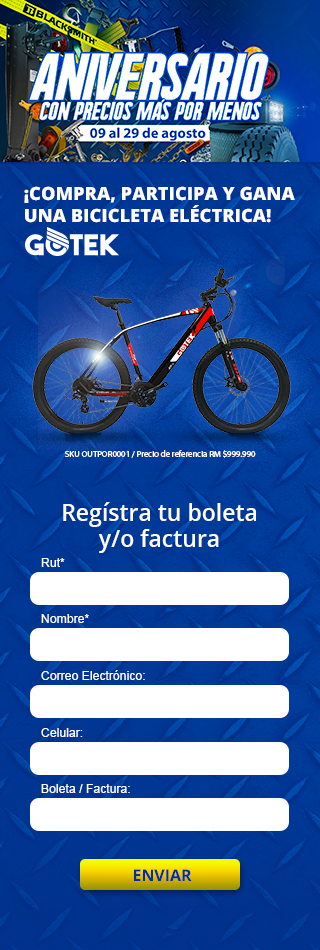 BLACKSMITH®
ANIVERSARIO
CON PRECIOS MÁS POR MENOS
09 al 29 de agosto
¡COMPRA, PARTICIPA Y GANA
UNA BICICLETA ELÉCTRICA!
GOTEK
GOTEK
SKU OUTPOR0001 / Precio de referencia RM $999.990
Regístra tu boleta
y/o factura
Rut*
Nombre*
Correo Electrónico:
Celular:
Boleta / Factura:
ENVIAR